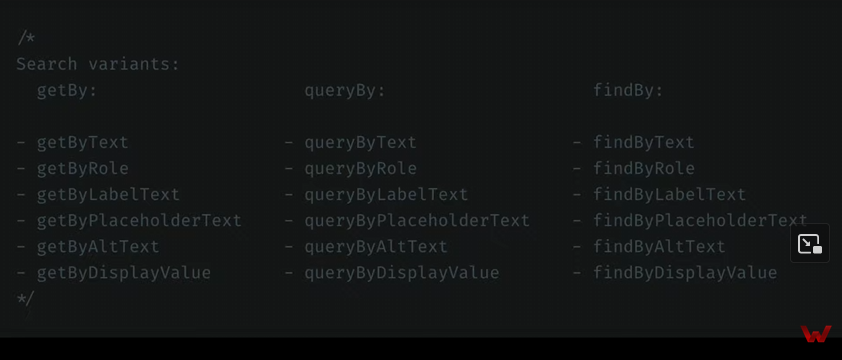 /*
Search variants:
getBy: queryBy: findBy:
- getByText - queryByText - findByText
- getByRole - queryByRole - findByRole
- getByLabelText - queryByLabelText - findByLabelText
- getByPlaceholderText - queryByPlaceholderText - findByPlaceholderText
- getByAltText - queryByAltText - findByAltText
- getByDisplayValue - queryByDisplayValue - findByDisplayValue
*/
W